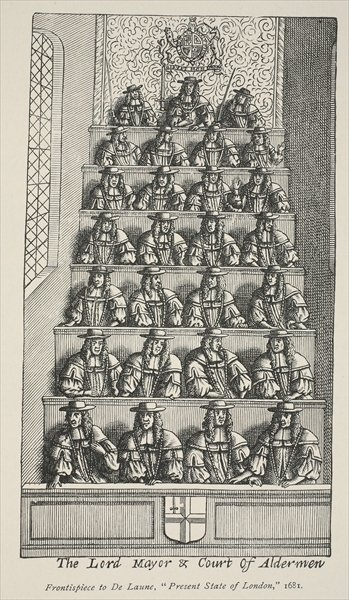 The Lord Mayor & Court Of Aldermen
Frontispiece to De Laune, "Present State of London," 1681.